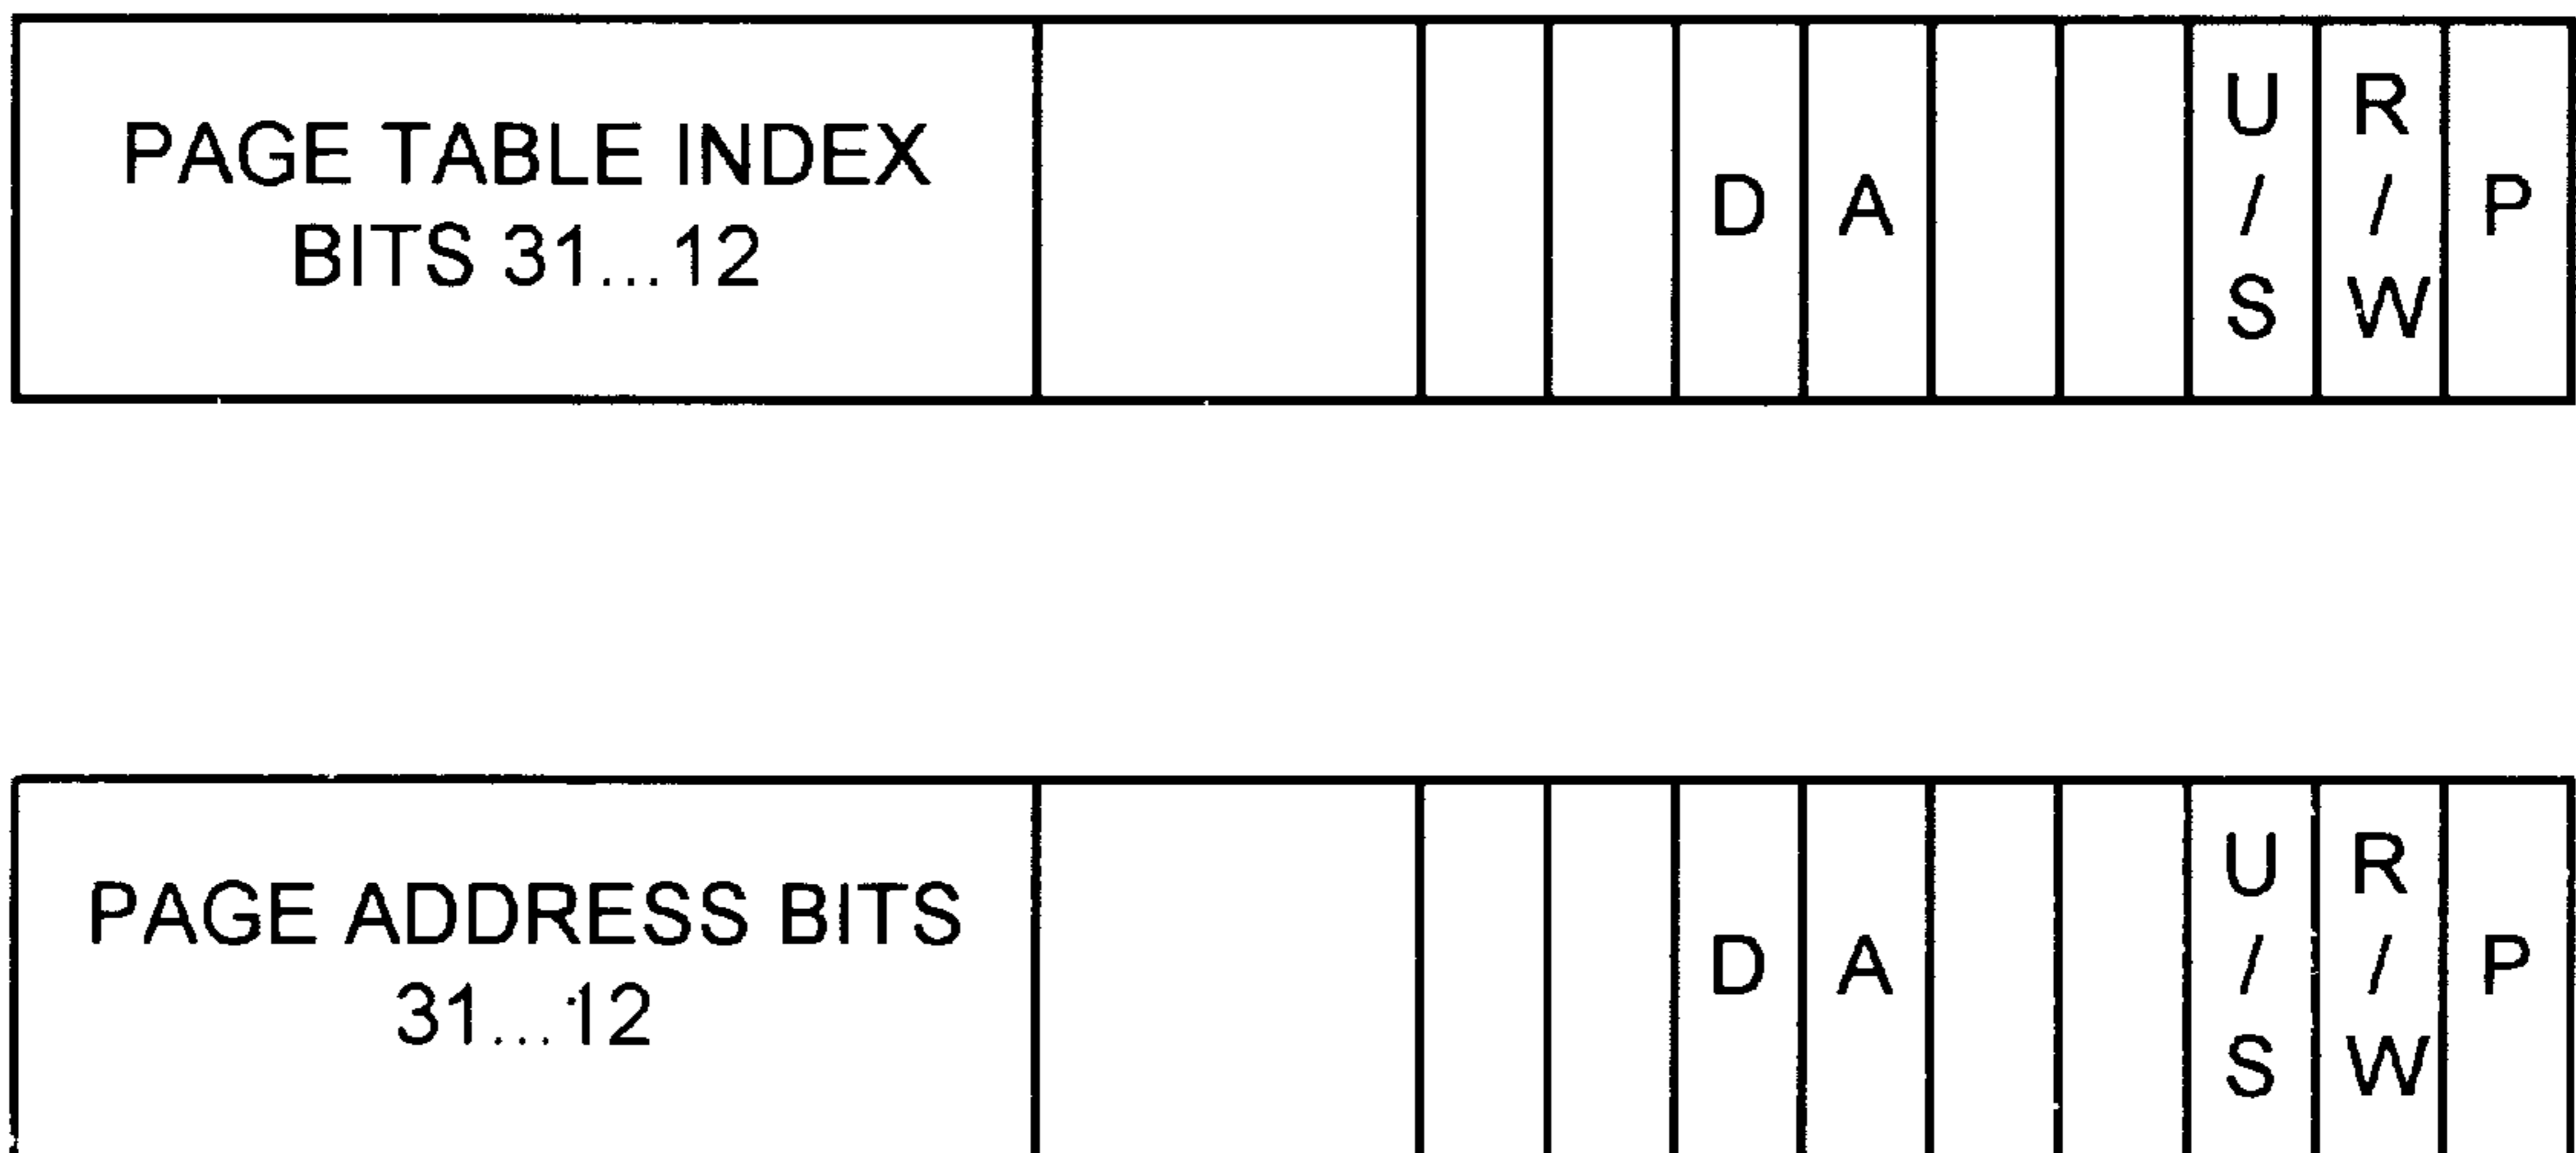 PAGE TABLE INDEX
BITS 31...12
D
A
U
/
S
R
/
W
P
PAGE ADDRESS BITS
31...12
D
A
U
/
S
R
/
W
P